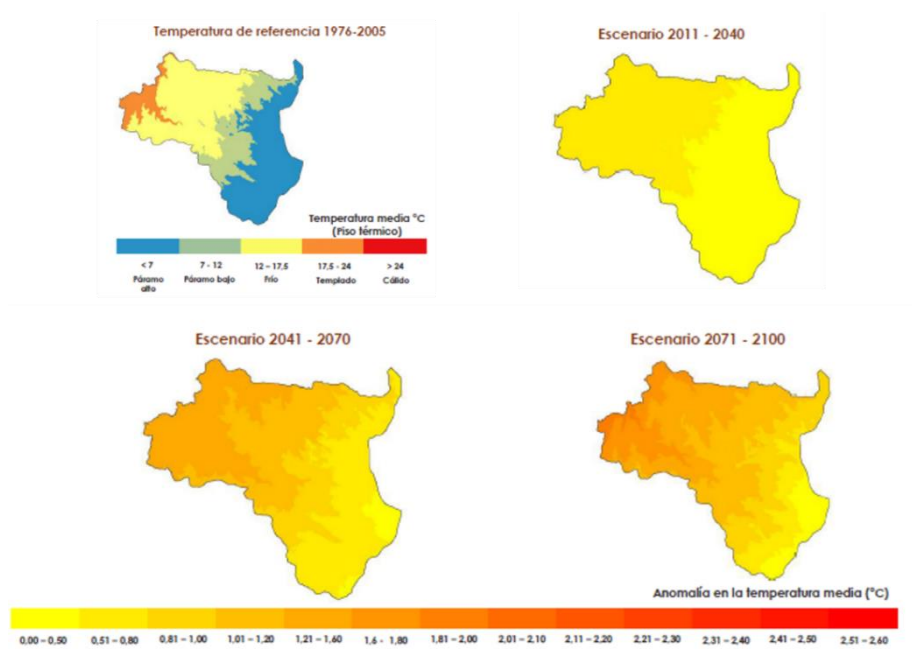 Temperatura de referencia 1976-2005
Escenario 2011 - 2040
Temperatura media °C
(Piso térmico)
< 7
7 - 12
12 – 17,5
17,5 - 24
> 24
Páramo alto
Páramo bajo
Frío
Templado
Cálido
Escenario 2041 - 2070
Escenario 2071 - 2100
Anomalía en la temperatura media (°C)
0,00 – 0,50
0,51 – 0,80
0,81 – 1,00
1,01 – 1,20
1,21 – 1,60
1,6 - 1,80
1,81 – 2,00
2,01 – 2,10
2,11 – 2,20
2,21 – 2,30
2,31 – 2,40
2,41 – 2,50
2,51 – 2,60